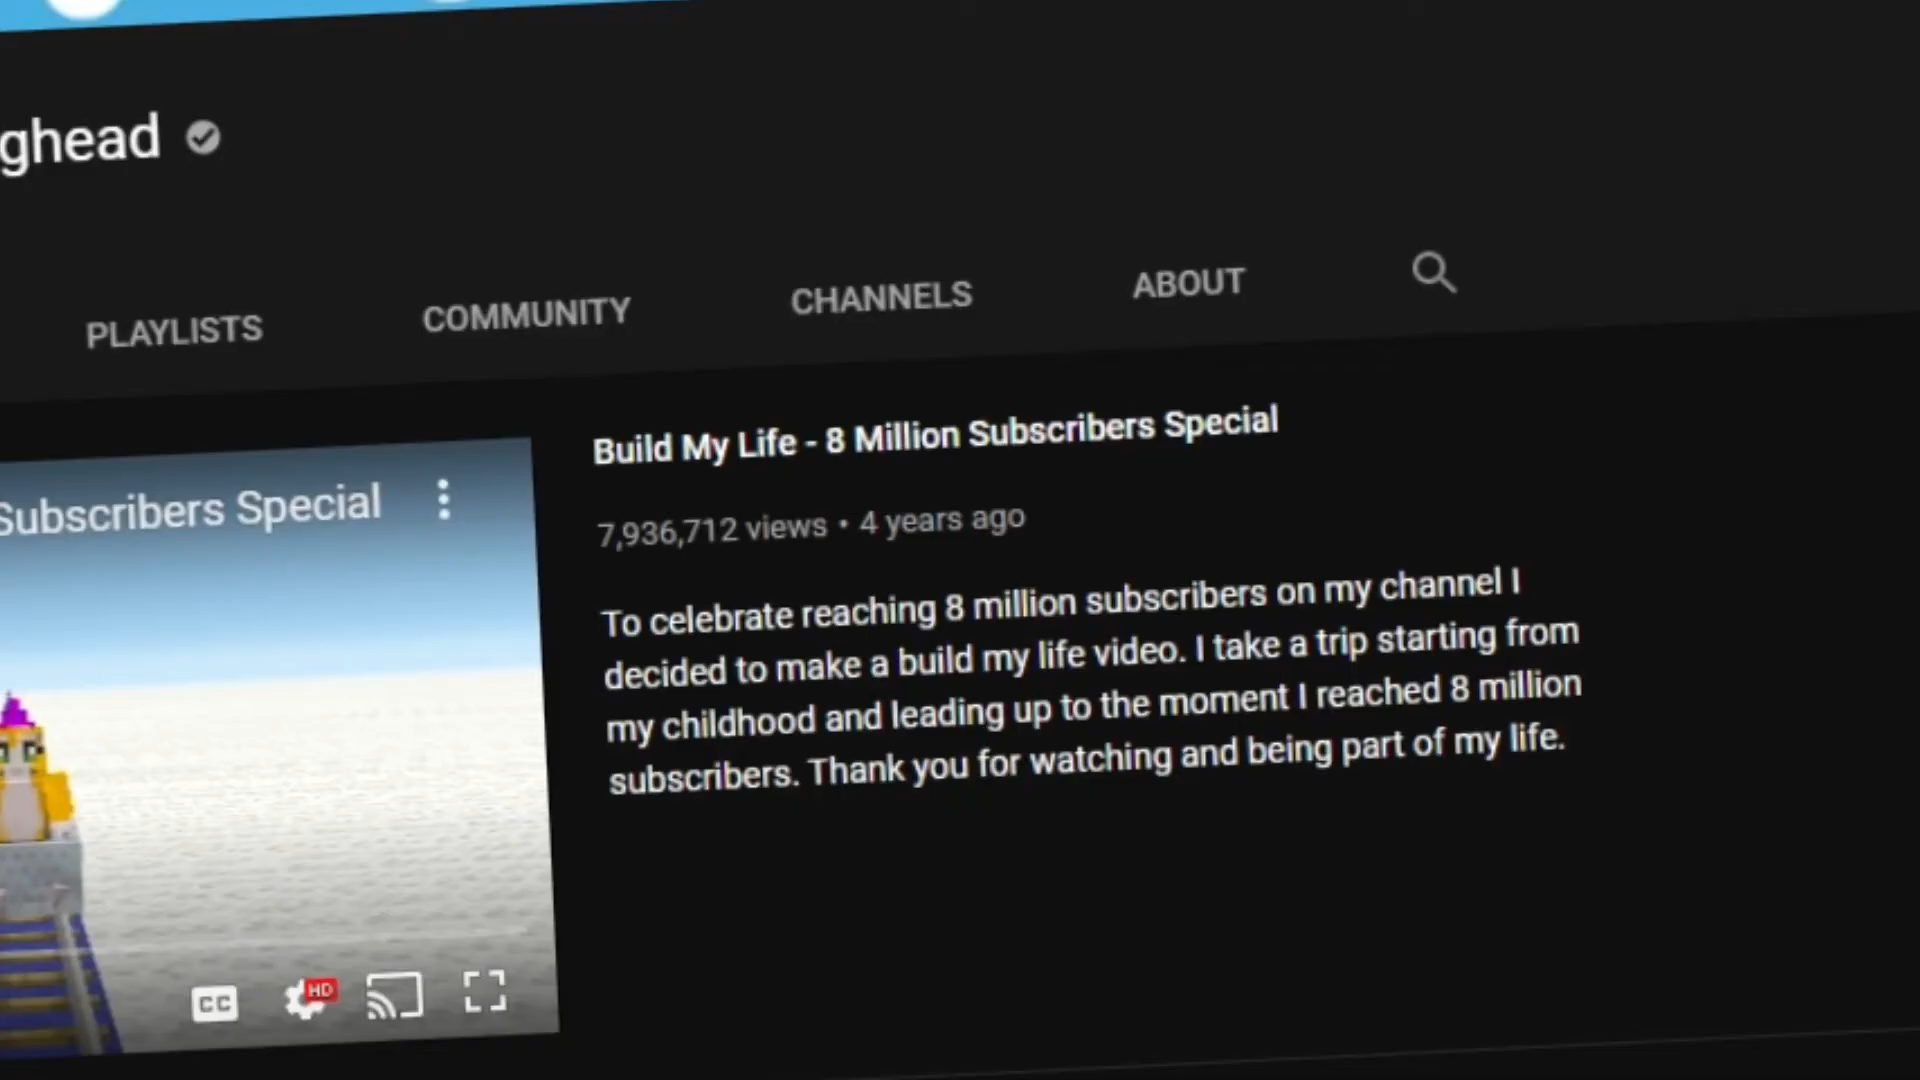 ghead
PLAYLISTS COMMUNITY CHANNELS ABOUT
Build My Life - 8 Million Subscribers Special
Subscribers Special
7,936,712 views • 4 years ago
To celebrate reaching 8 million subscribers on my channel I
decided to make a build my life video. I take a trip starting from
my childhood and leading up to the moment I reached 8 million
subscribers. Thank you for watching and being part of my life.
CC HD